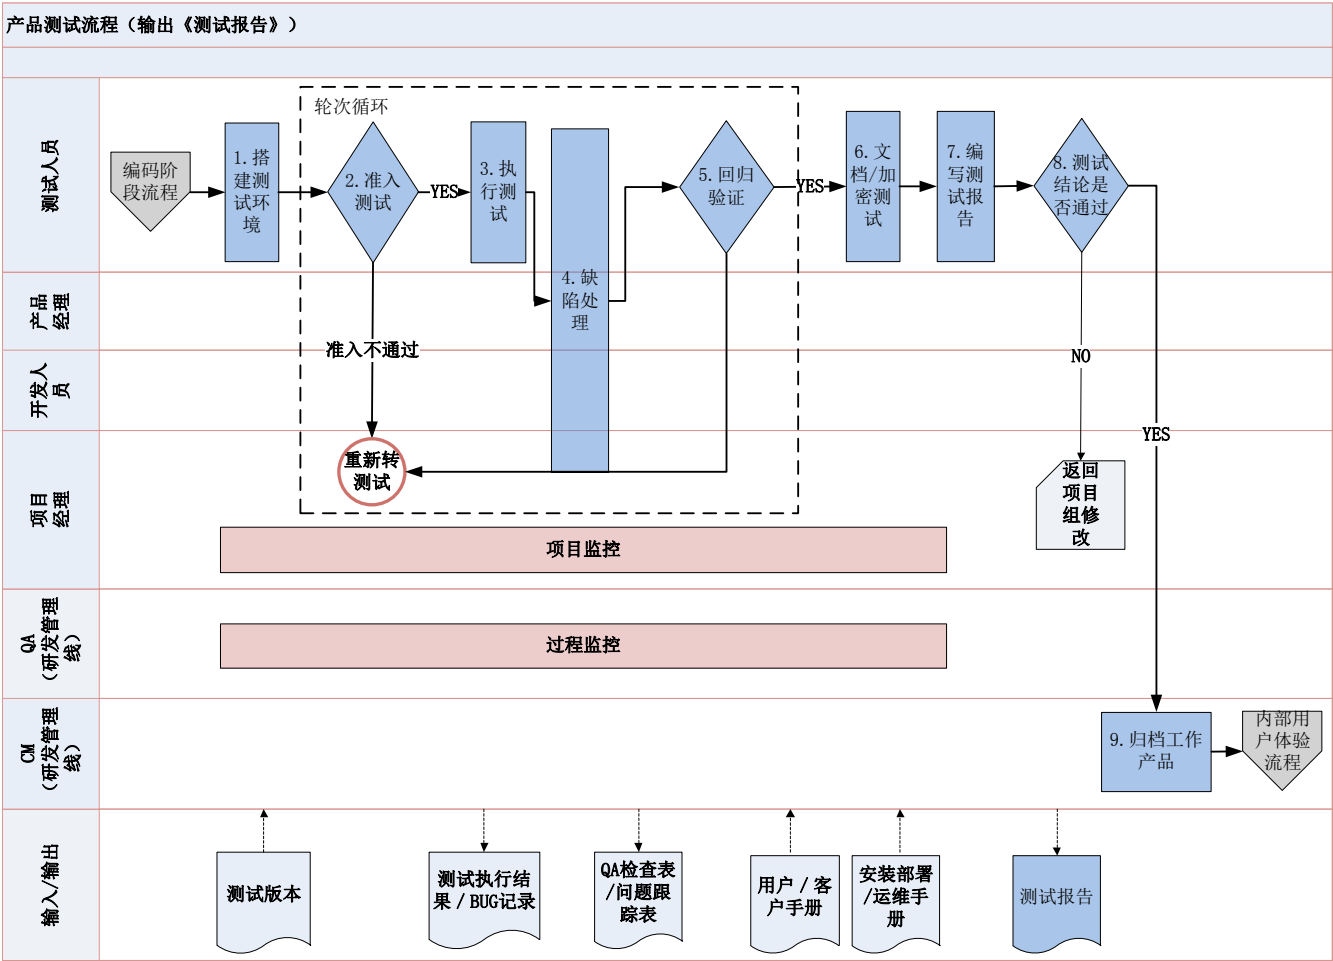 产品测试流程（输出《测试报告》）
测试人员
编码阶
段流程
1.搭
建测
试环
境
轮次循环
2.准入
测试
YES
3.执
行测
试
4.缺
陷处
理
5.回归
验证
YES
6.文
档/加
密测
试
7.编
写测
试报
告
8.测试
结论是
否通过
产品
经理
准入不通过
NO
开发人
员
YES
项目
经理
重新转
测试
返回
项目
组修
改
项目监控
QA
（研发管理
线）
过程监控
CM
（研发管理
线）
9.归档工作
产品
内部用
户体验
流程
输入/输出
测试版本
测试执行结
果／BUG记录
QA检查表
/问题跟
踪表
用户／客
户手册
安装部署
/运维手
册
测试报告